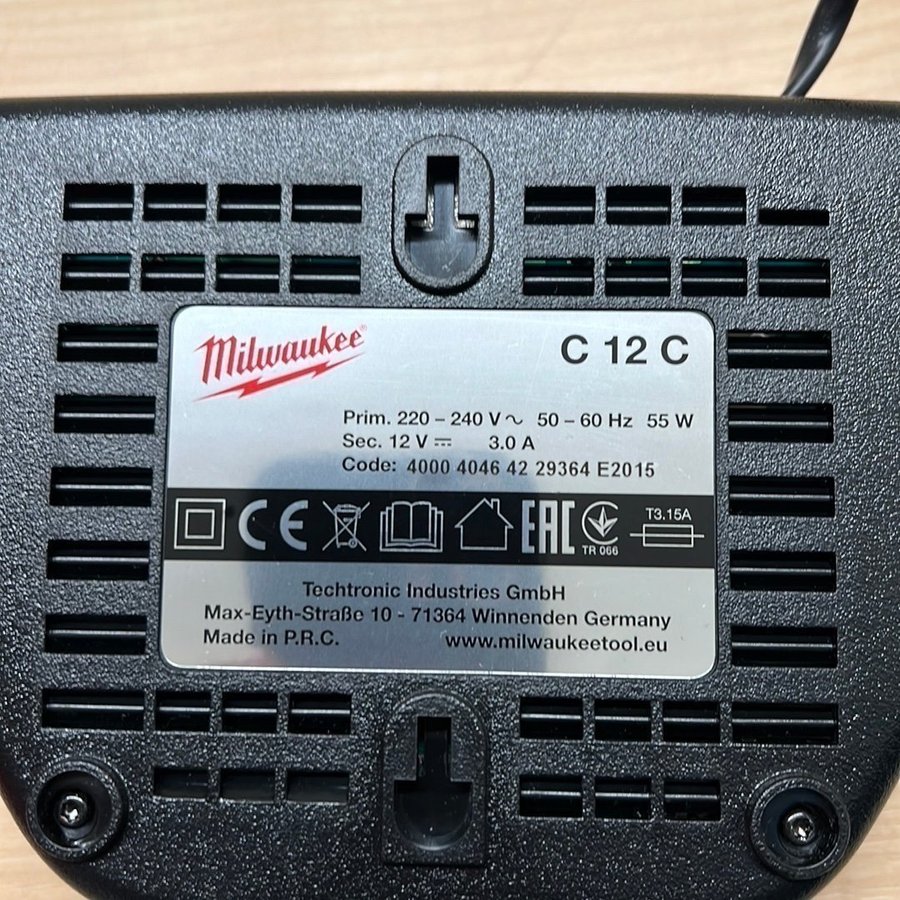 Milwaukee®
C 12 C
Prim. 220 – 240 V ~ 50 – 60 Hz 55 W
Sec. 12 V ⎓ 3.0 A
Code: 4000 4046 42 29364 E2015
CE
EAC
TR 066
T3.15A
Techtronic Industries GmbH
Max-Eyth-Straße 10 - 71364 Winnenden Germany
Made in P.R.C. www.milwaukeetool.eu